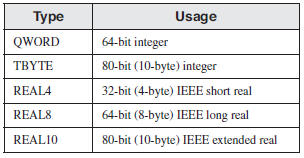 Type Usage
QWORD 64-bit integer
TBYTE 80-bit (10-byte) integer
REAL4 32-bit (4-byte) IEEE short real
REAL8 64-bit (8-byte) IEEE long real
REAL10 80-bit (10-byte) IEEE extended real